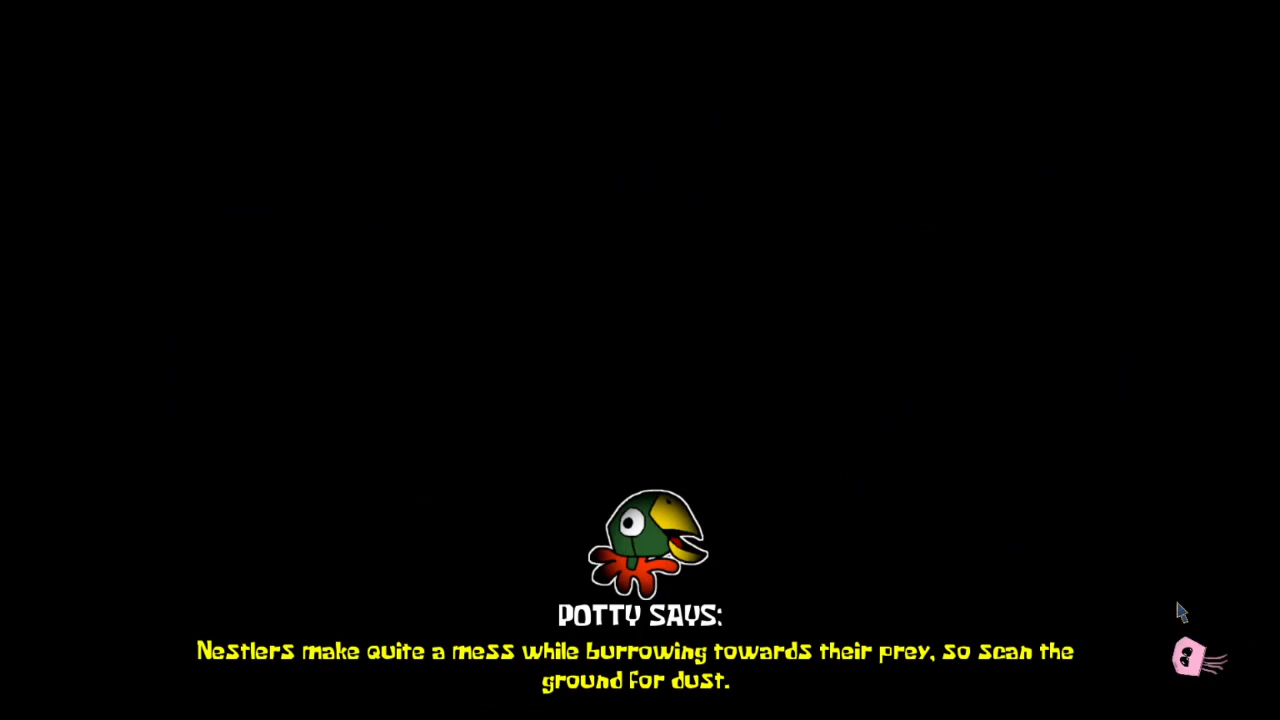 POTTY SAYS:
Nestlers make quite a mess while burrowing towards their prey, so scan the
ground for dust.